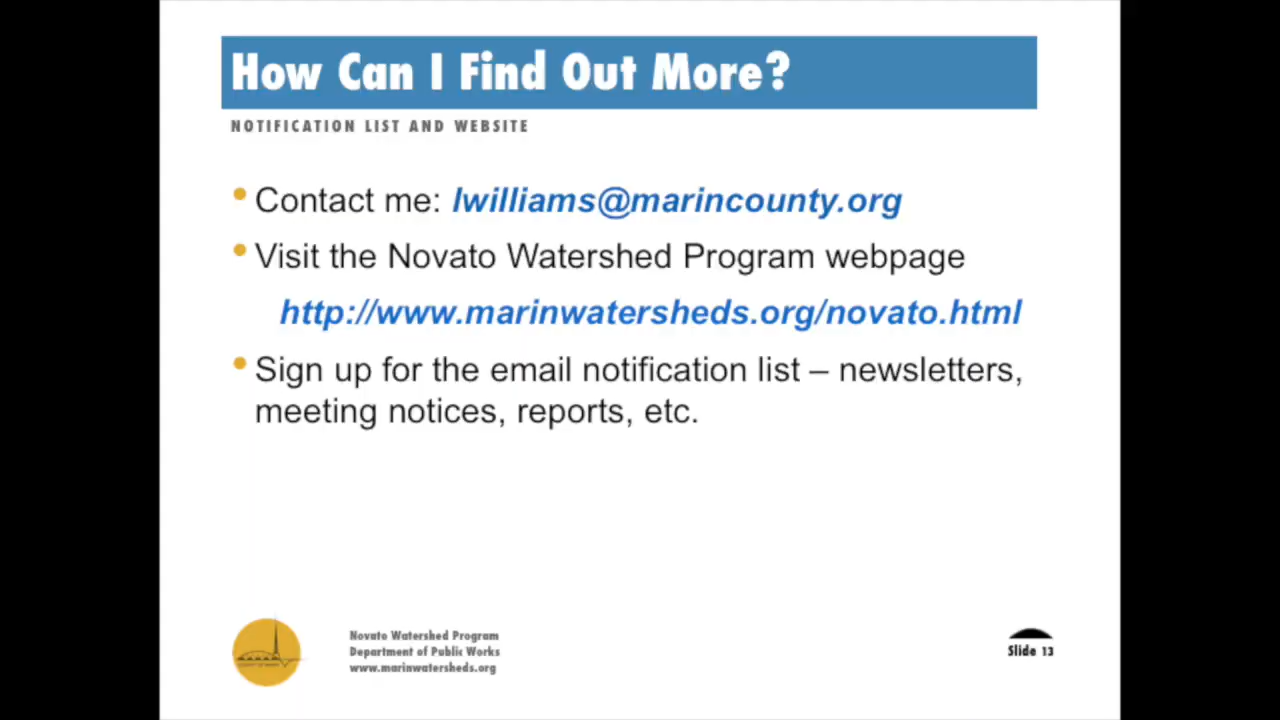 How Can I Find Out More?
NOTIFICATION LIST AND WEBSITE
• Contact me: lwilliams@marincounty.org
• Visit the Novato Watershed Program webpage
http://www.marinwatersheds.org/novato.html
• Sign up for the email notification list – newsletters,
meeting notices, reports, etc.
Novato Watershed Program
Department of Public Works
www.marinwatersheds.org
Slide 13